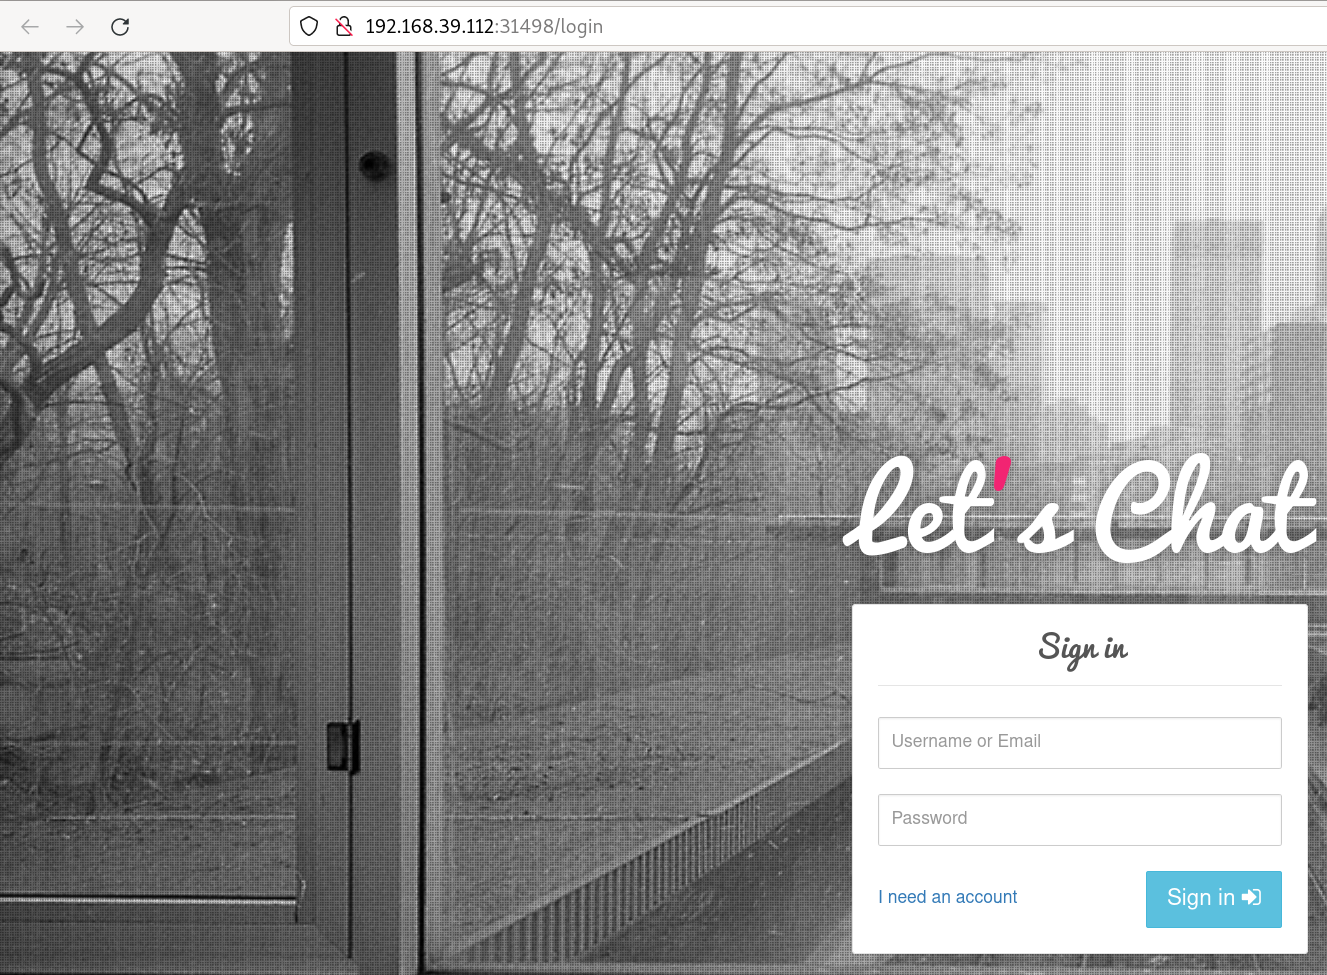 192.168.39.112:31498/login
Let's Chat
Sign in
Username or Email
Password
I need an account
Sign in